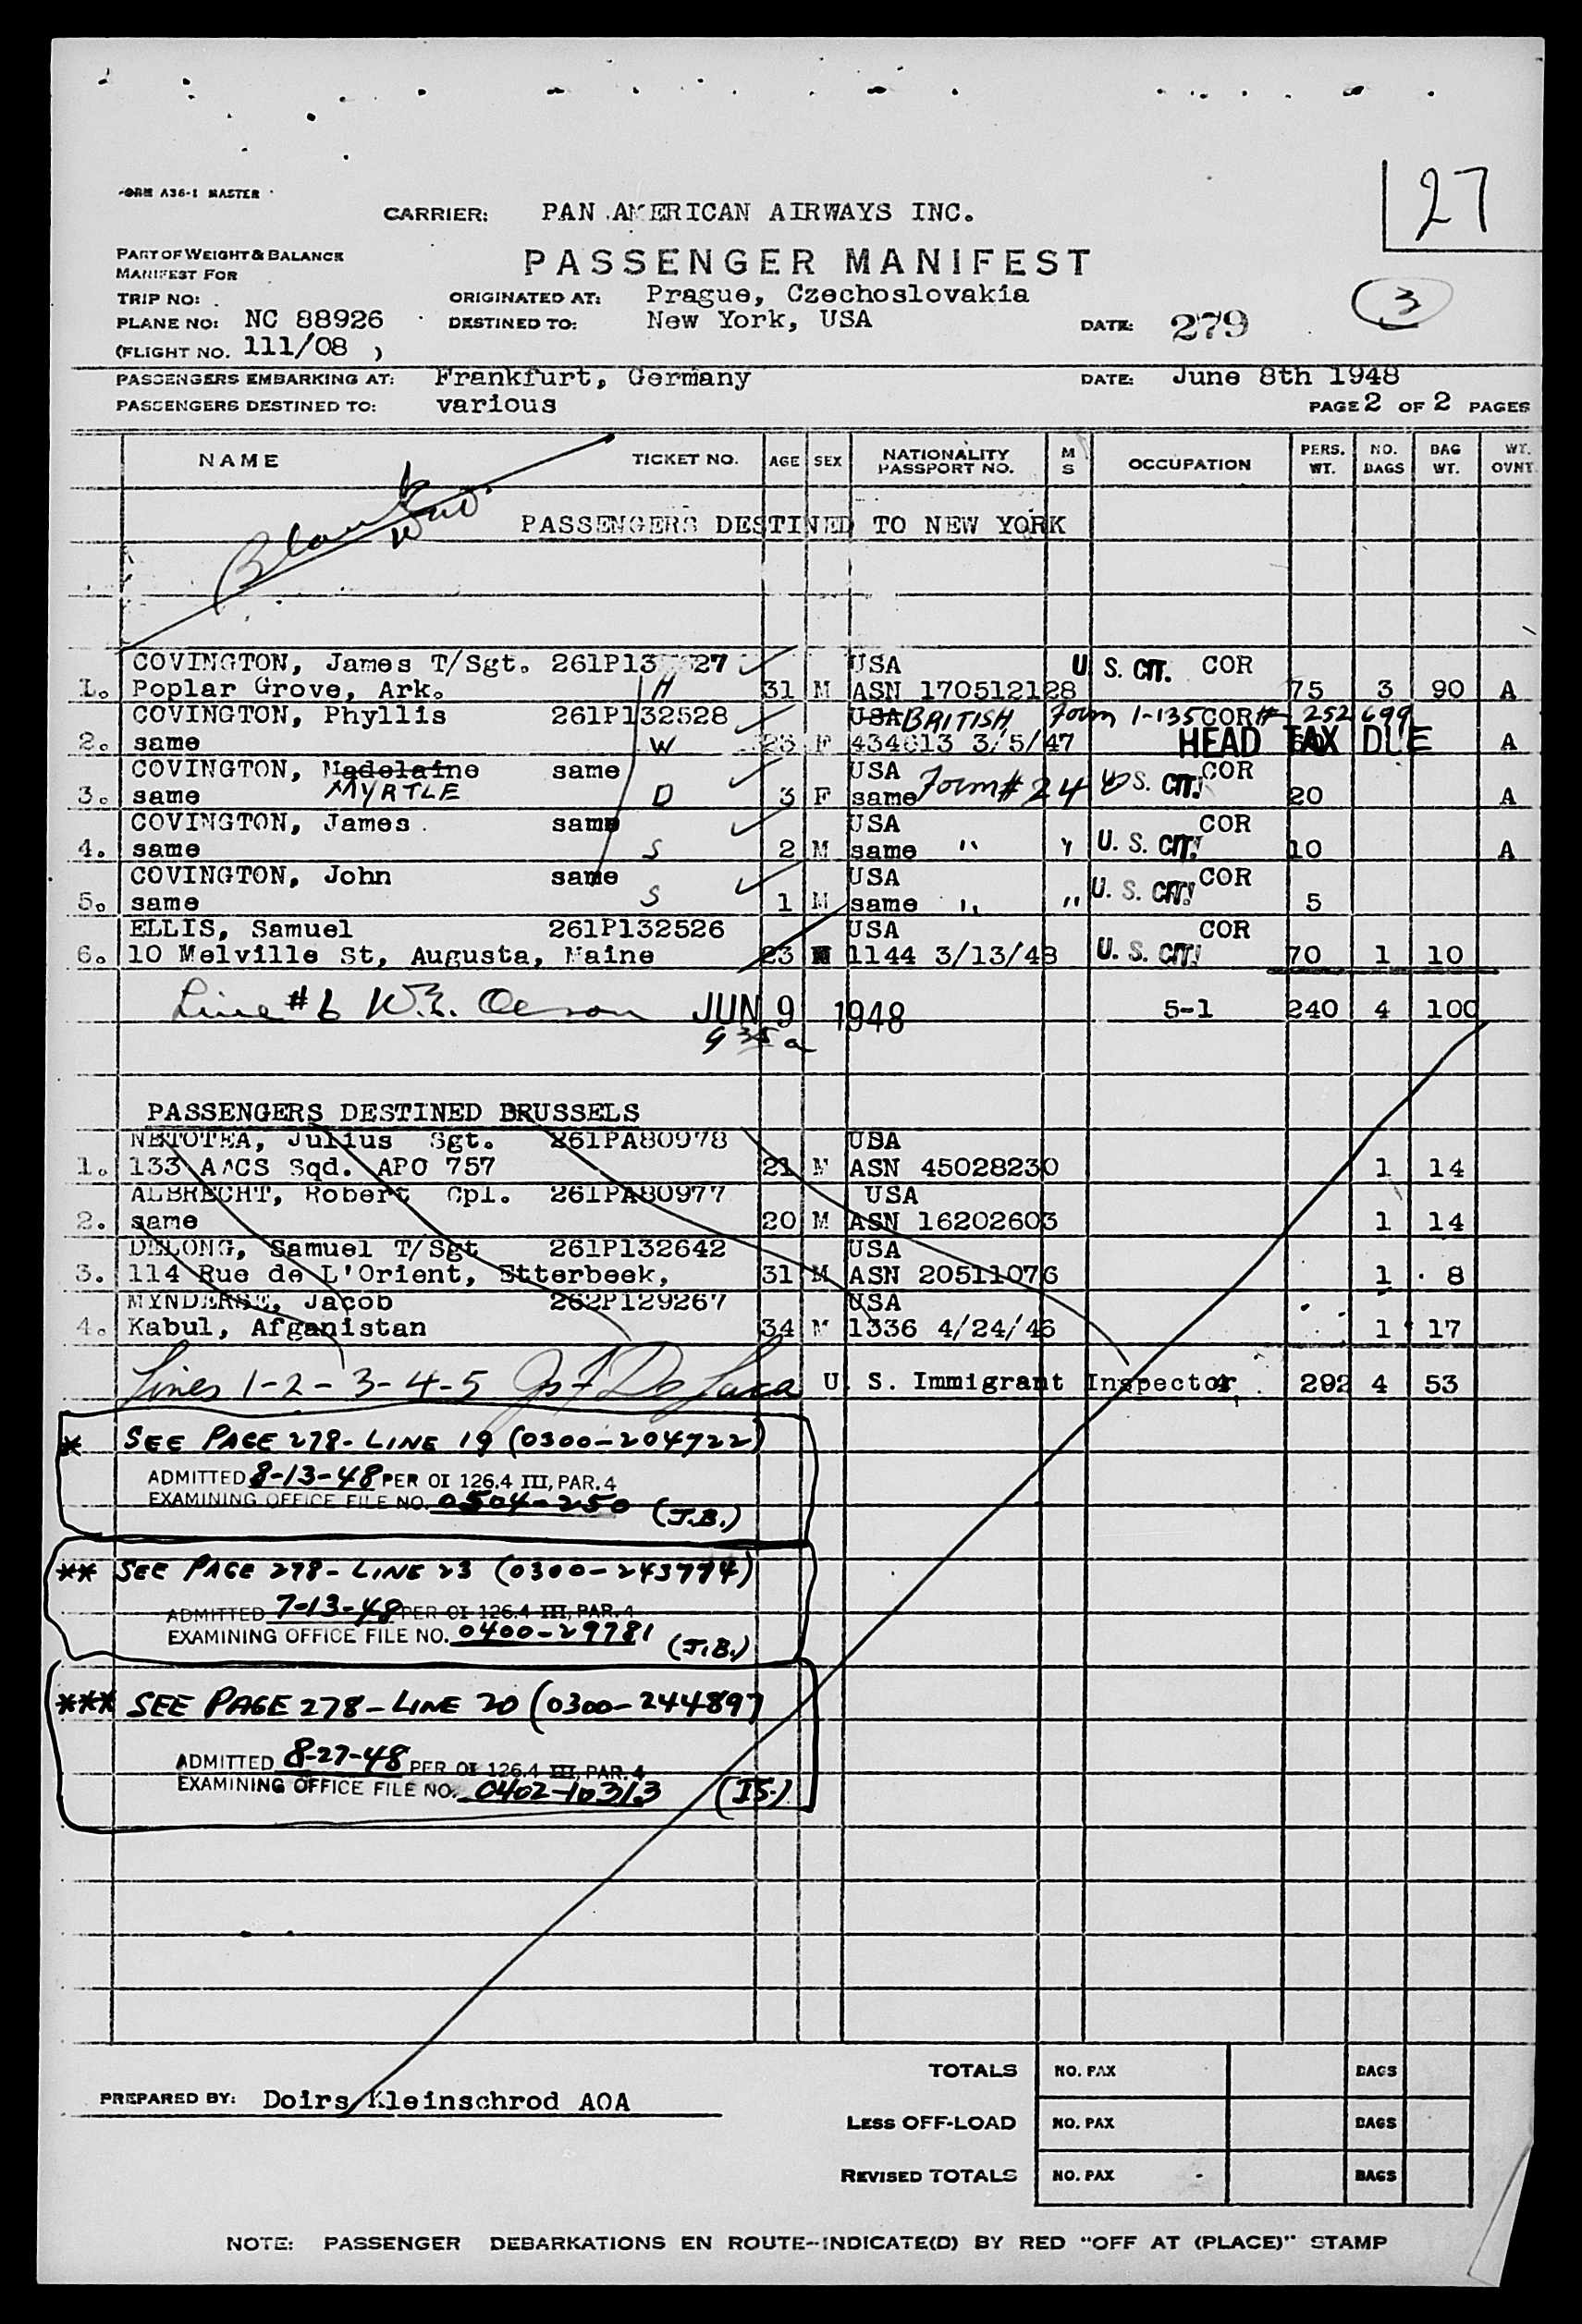 FORM A36-1 MASTER
27
CARRIER: PAN AMERICAN AIRWAYS INC.
PART OF WEIGHT & BALANCE
MANIFEST FOR
PASSENGER MANIFEST
TRIP NO: ORIGINATED AT: Prague, Czechoslovakia
3
PLANE NO: NC 88926 DESTINED TO: New York, USA DATE: 279
(FLIGHT NO. 111/08 )
PASSENGERS EMBARKING AT: Frankfurt, Germany DATE: June 8th 1948
PASSENGERS DESTINED TO: various PAGE 2 OF 2 PAGES
NAME TICKET NO. AGE SEX NATIONALITY PASSPORT NO. M S OCCUPATION PERS. WT. NO. BAGS BAG WT. WT. OVNT.
PASSENGERS DESTINED TO NEW YORK
COVINGTON, James T/Sgt. USA U. S. CIT. COR
1. Poplar Grove, Ark. H 31 M ASN 170512128 75 3 90 A
COVINGTON, Phyllis 261P132528 USA BRITISH Form 1-135 COR # 252699
2. same W F 434613 3/5/47 HEAD TAX DUE A
COVINGTON, Madelaine same USA COR
3. same MYRTLE D 3 F same Form # 24 U. S. CIT. 20 A
COVINGTON, James same USA COR
4. same S 2 M same " " U. S. CIT. 10 A
COVINGTON, John same USA COR
5. same S 1 M same " " U. S. CIT. 5
ELLIS, Samuel 261P132526 USA COR
6. 10 Melville St, Augusta, Maine 23 M 1144 3/13/48 U. S. CIT. 70 1 10
Line # 6 JUN 9 1948 5-1 240 4 100
9 35 a
PASSENGERS DESTINED BRUSSELS
NETOTEA, Julius Sgt. 261PA80978 USA
1. 133 AACS Sqd. APO 757 21 M ASN 45028230 1 14
ALBRECHT, Robert Cpl. 261PA80977 USA
2. same 20 M ASN 16202603 1 14
DELONG, Samuel T/Sgt 261P132642 USA
3. 114 Rue de L'Orient, Etterbeek, 31 M ASN 20511076 1 8
MYNDERSE, Jacob 262P129267 USA
4. Kabul, Afganistan 34 M 1336 4/24/46 1 17
Lines 1-2-3-4-5 U. S. Immigrant Inspector 4 292 4 53
* SEE PAGE 278 - LINE 19 (0300-204722)
ADMITTED 8-13-48 PER OI 126.4 III, PAR. 4
EXAMINING OFFICE FILE NO. 0504-250 (J.B.)
** SEE PAGE 278 - LINE 23 (0300-243774)
ADMITTED 7-13-48 PER OI 126.4 III, PAR. 4
EXAMINING OFFICE FILE NO. 0400-29781 (J.B.)
*** SEE PAGE 278 - LINE 20 (0300-244897)
ADMITTED 8-27-48 PER OI 126.4 III, PAR. 4
EXAMINING OFFICE FILE NO. 0402-10313 (IS.)
TOTALS NO. PAX BAGS
PREPARED BY: Doirs Kleinschrod AOA
LESS OFF-LOAD NO. PAX BAGS
REVISED TOTALS NO. PAX BAGS
NOTE: PASSENGER DEBARKATIONS EN ROUTE--INDICATE(D) BY RED "OFF AT (PLACE)" STAMP